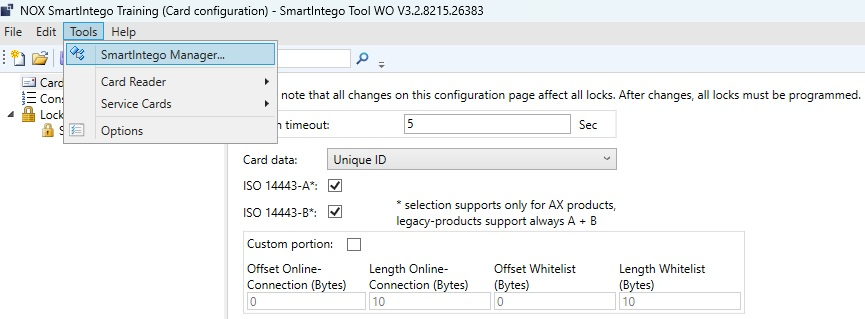 NOX SmartIntego Training (Card configuration) - SmartIntego Tool WO V3.2.8215.26383
File Edit Tools Help
SmartIntego Manager...
Card Reader
Service Cards
Options
Card
Cons
Lock
S
note that all changes on this configuration page affect all locks. After changes, all locks must be programmed.
timeout: 5 Sec
Card data: Unique ID
ISO 14443-A*:
ISO 14443-B*:
* selection supports only for AX products,
legacy-products support always A + B
Custom portion:
Offset Online- Length Online- Offset Whitelist Length Whitelist
Connection (Bytes) Connection (Bytes) (Bytes) (Bytes)
0 10 0 10